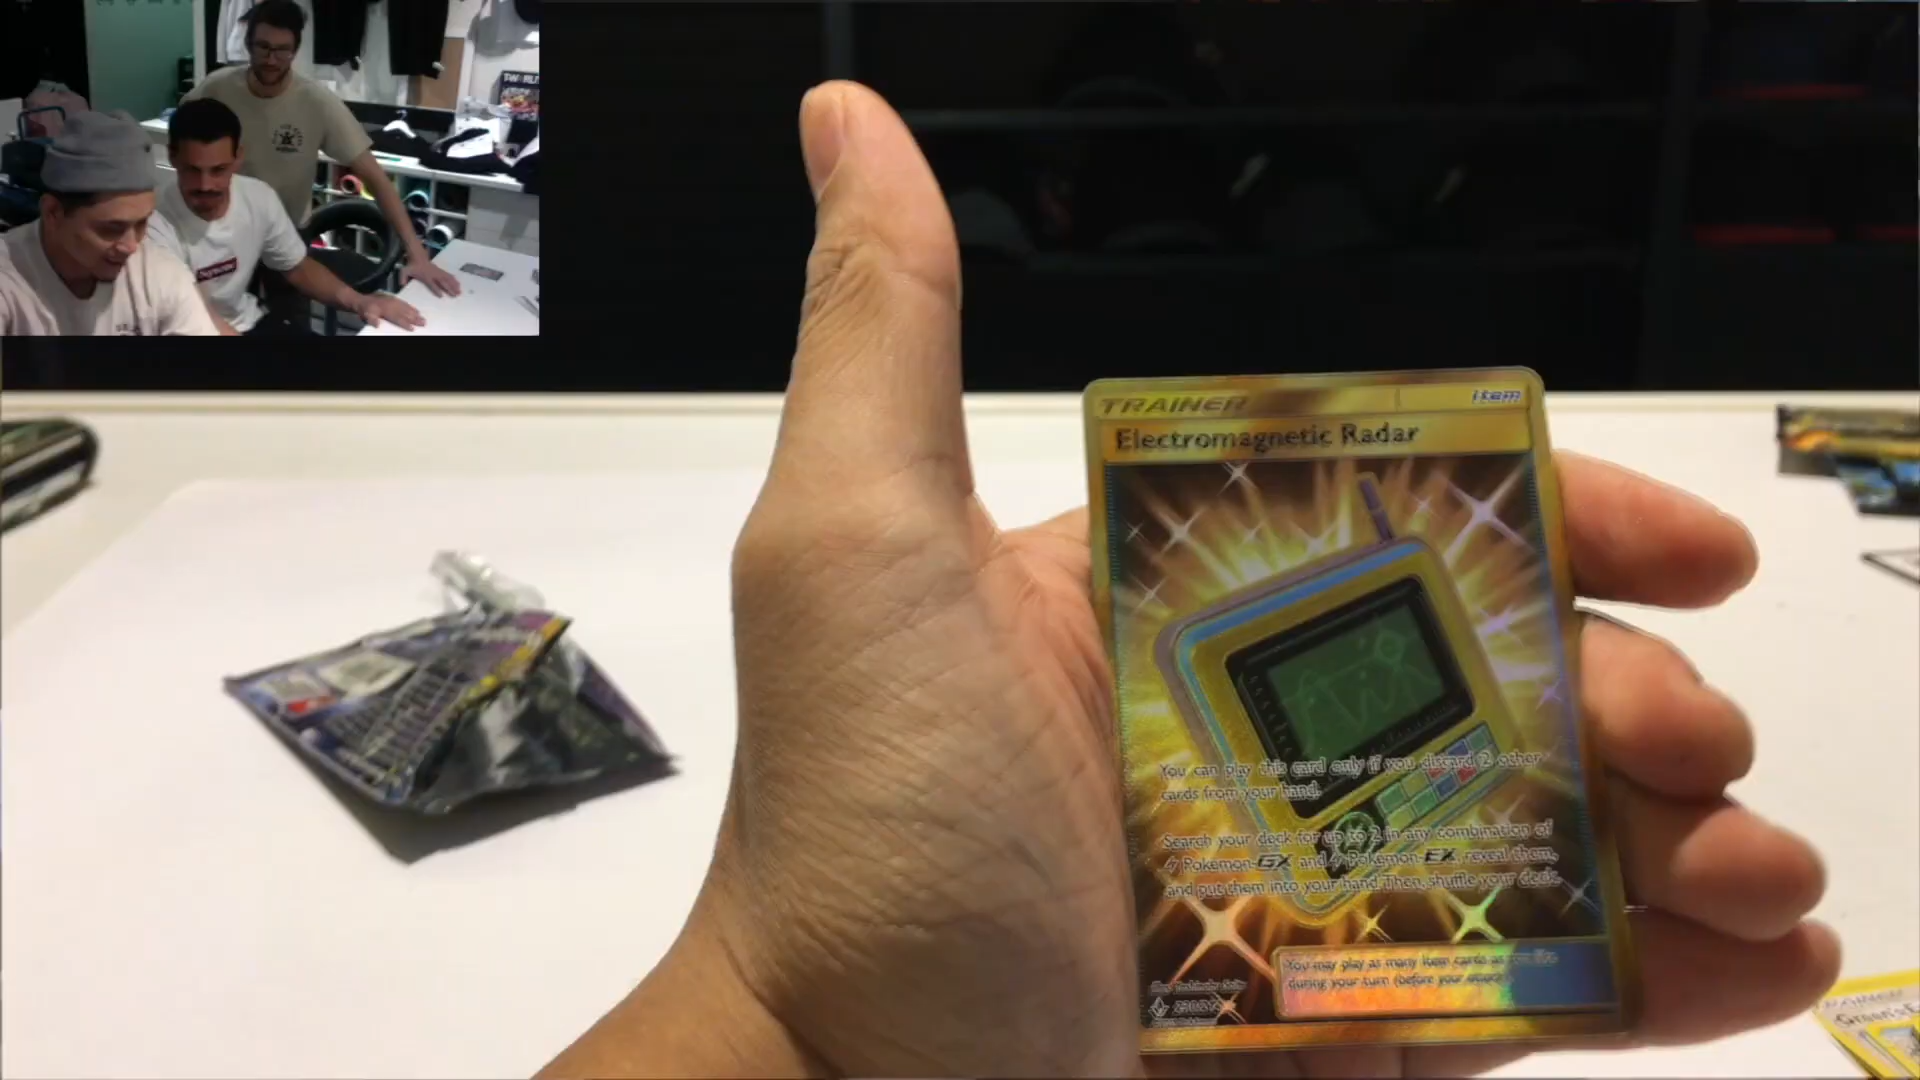 TRAINER
Item
Electromagnetic Radar
You can play this card only if you discard 2 other
cards from your hand.
Search your deck for up to 2 in any combination of
Pokémon-GX and Pokémon-EX, reveal them,
and put them into your hand. Then, shuffle your deck.
You may play as many Item cards as you like
during your turn (before your attack).
TRAINER
Green's E